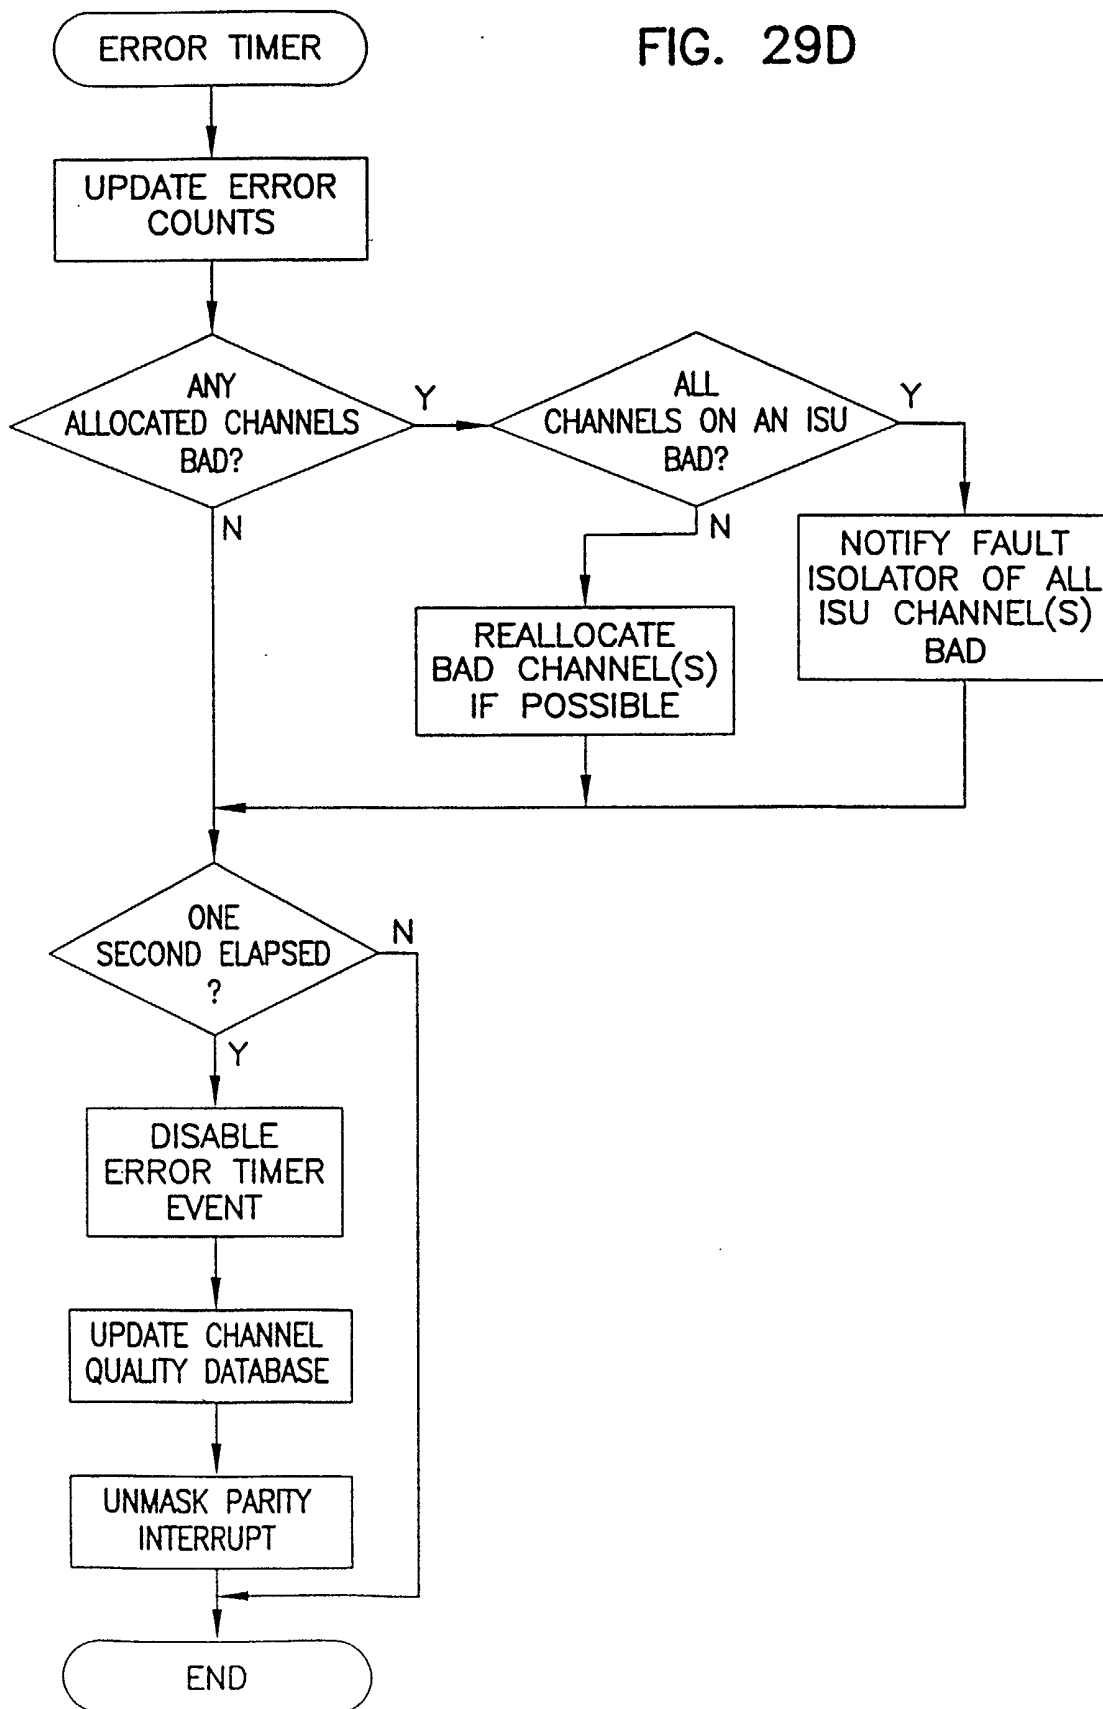 FIG. 29D
ERROR TIMER
UPDATE ERROR
COUNTS
ANY
ALLOCATED CHANNELS
BAD?
Y
N
ALL
CHANNELS ON AN ISU
BAD?
Y
N
NOTIFY FAULT
ISOLATOR OF ALL
ISU CHANNEL(S)
BAD
REALLOCATE
BAD CHANNEL(S)
IF POSSIBLE
ONE
SECOND ELAPSED
?
N
Y
DISABLE
ERROR TIMER
EVENT
UPDATE CHANNEL
QUALITY DATABASE
UNMASK PARITY
INTERRUPT
END